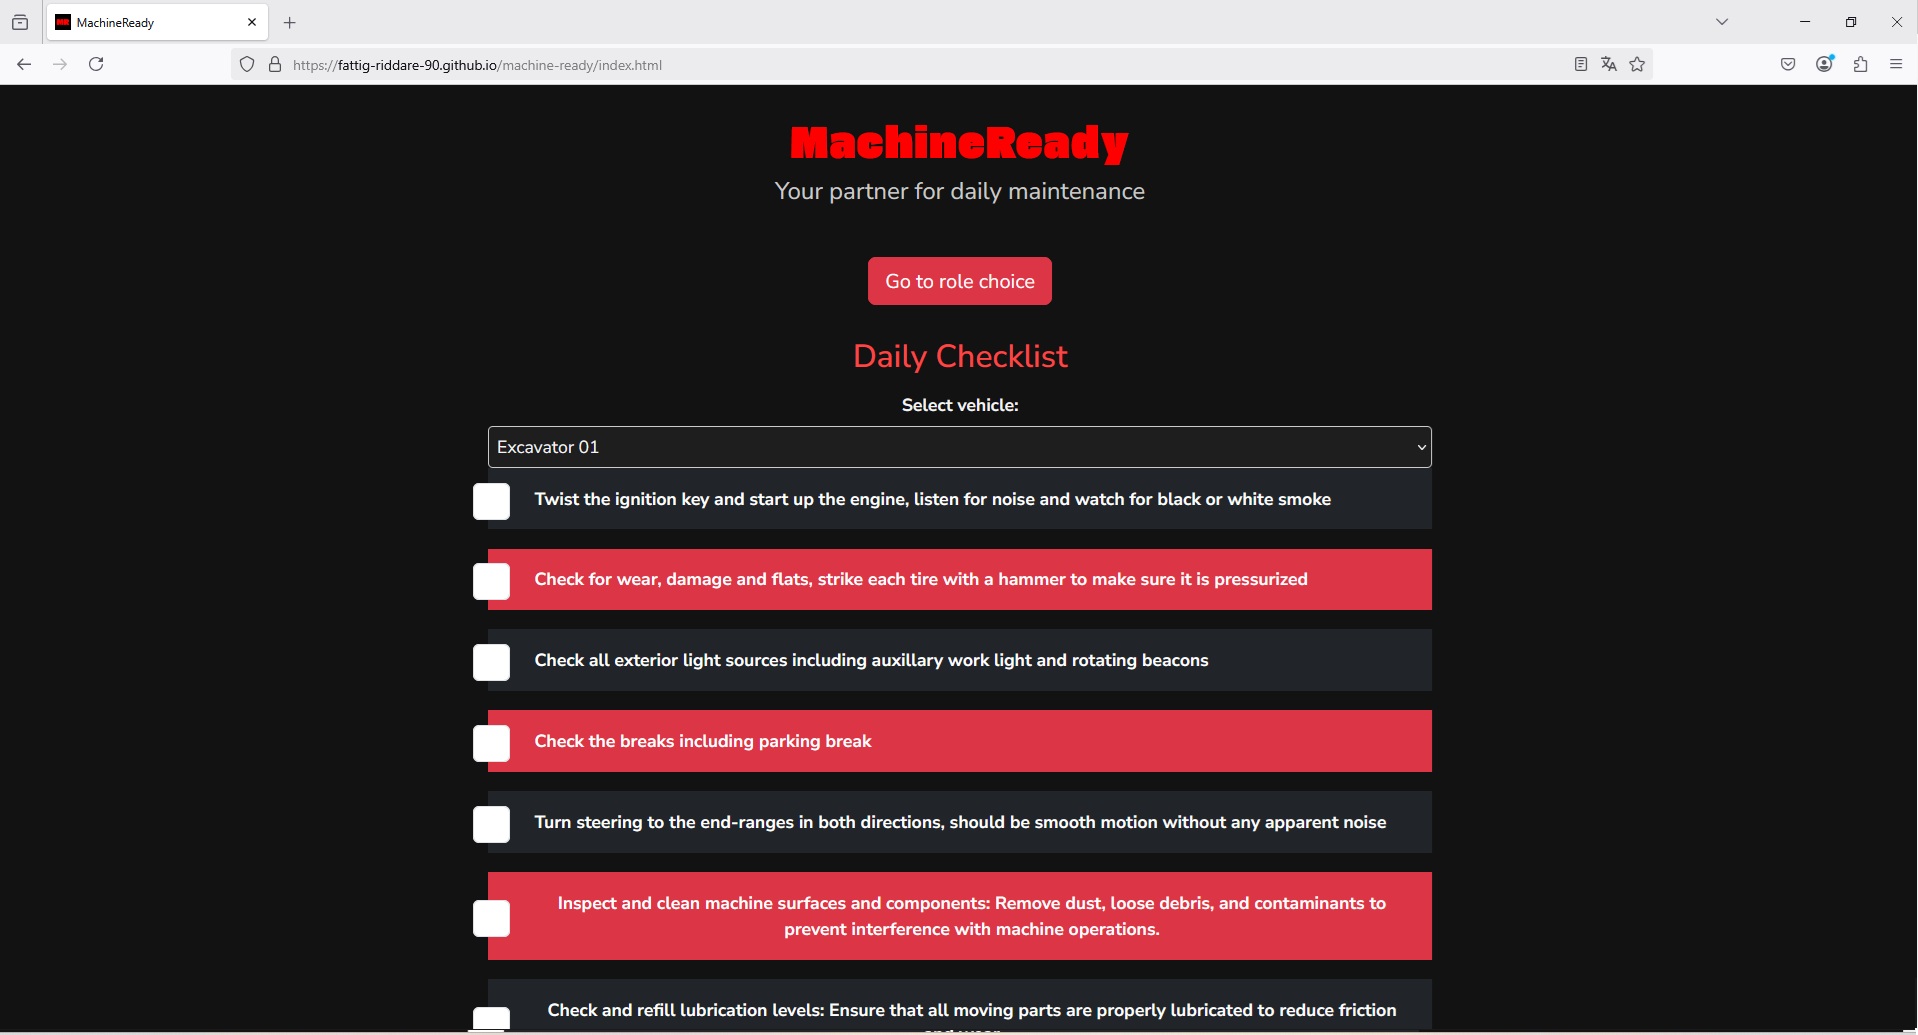 MachineReady
https://fattig-riddare-90.github.io/machine-ready/index.html
MachineReady
Your partner for daily maintenance
Go to role choice
Daily Checklist
Select vehicle:
Excavator 01
Twist the ignition key and start up the engine, listen for noise and watch for black or white smoke
Check for wear, damage and flats, strike each tire with a hammer to make sure it is pressurized
Check all exterior light sources including auxillary work light and rotating beacons
Check the breaks including parking break
Turn steering to the end-ranges in both directions, should be smooth motion without any apparent noise
Inspect and clean machine surfaces and components: Remove dust, loose debris, and contaminants to
prevent interference with machine operations.
Check and refill lubrication levels: Ensure that all moving parts are properly lubricated to reduce friction